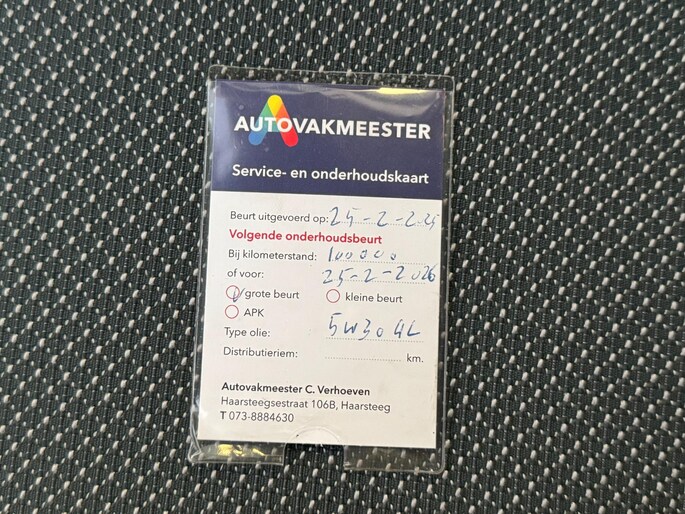 AUTOVAKMEESTER
Service- en onderhoudskaart
Beurt uitgevoerd op: 25-2-2025
Volgende onderhoudsbeurt
Bij kilometerstand: 100000
of voor: 25-2-2026
grote beurt kleine beurt
APK
Type olie: 5W30 4L
Distributieriem: km.
Autovakmeester C. Verhoeven
Haarsteegsestraat 106B, Haarsteeg
T 073-8884630